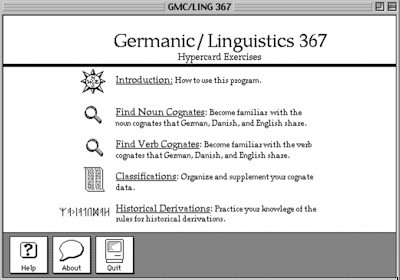 GMC/LING 367
Germanic/Linguistics 367
Hypercard Exercises
Introduction: How to use this program.
Find Noun Cognates: Become familiar with the
noun cognates that German, Danish, and English share.
Find Verb Cognates: Become familiar with the verb
cognates that German, Danish, and English share.
Classifications: Organize and supplement your cognate
data.
Historical Derivations: Practice your knowlege of the
rules for historical derivations.
Help About Quit